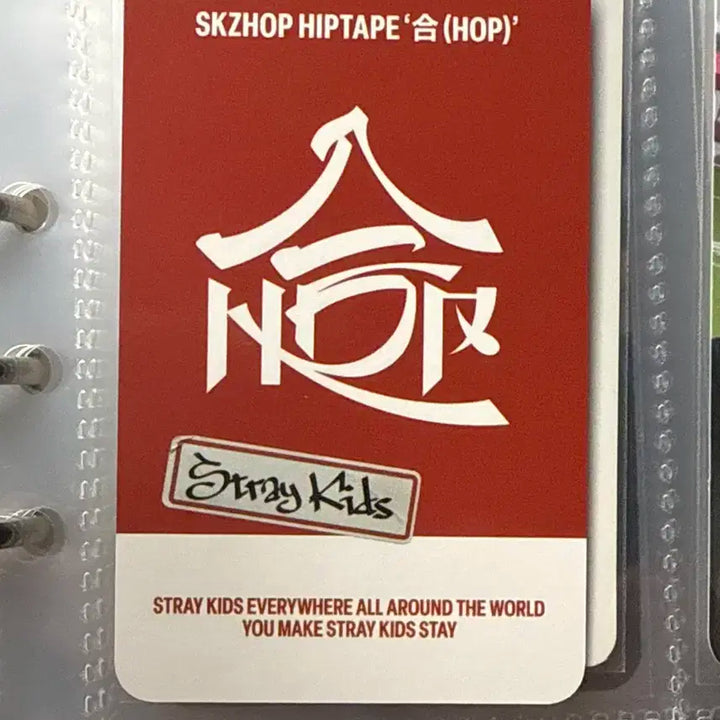 SKZHOP HIPTAPE ‘合 (HOP)’
合
HOP
Stray Kids
STRAY KIDS EVERYWHERE ALL AROUND THE WORLD
YOU MAKE STRAY KIDS STAY